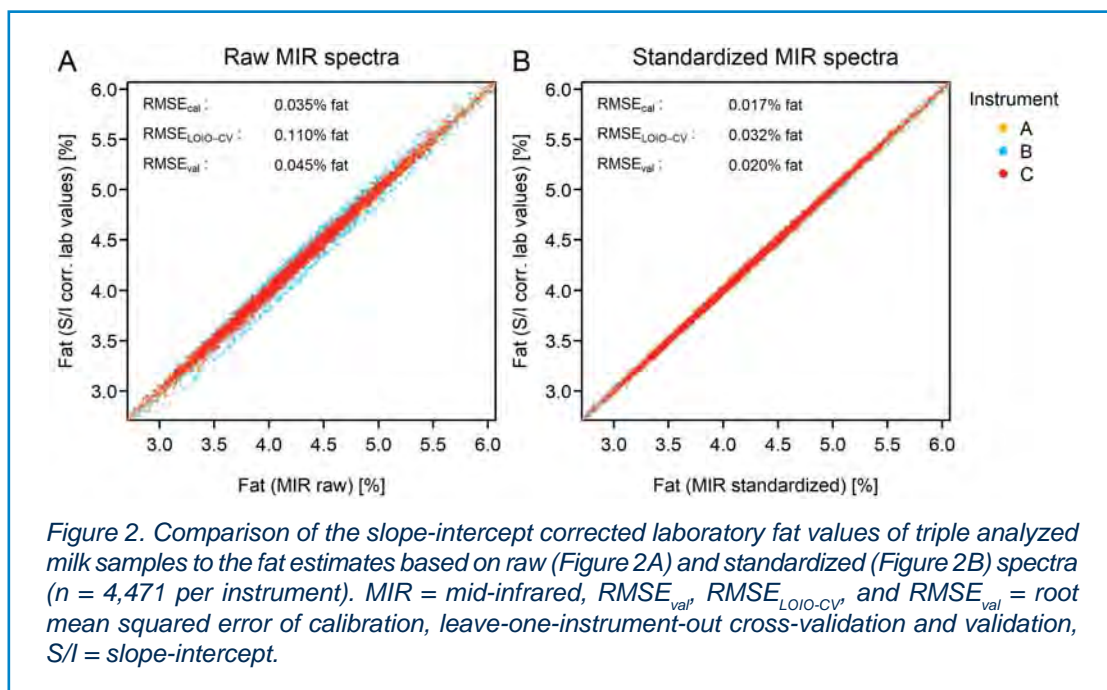 A Raw MIR spectra
6.0
5.5
5.0
4.5
4.0
3.5
3.0
Fat (S/I corr. lab values) [%]
RMSEcal : 0.035% fat
RMSELOIO-CV : 0.110% fat
RMSEval : 0.045% fat
3.0 3.5 4.0 4.5 5.0 5.5 6.0
Fat (MIR raw) [%]
B Standardized MIR spectra
6.0
5.5
5.0
4.5
4.0
3.5
3.0
Fat (S/I corr. lab values) [%]
0.017% fat
0.032% fat
0.020% fat
RMSEcal :
RMSELOIO-CV :
RMSEval :
3.0 3.5 4.0 4.5 5.0 5.5 6.0
Fat (MIR standardized) [%]
Instrument
A
B
C
Figure 2. Comparison of the slope-intercept corrected laboratory fat values of triple analyzed
milk samples to the fat estimates based on raw (Figure 2A) and standardized (Figure 2B) spectra
(n = 4,471 per instrument). MIR = mid-infrared, RMSEval, RMSELOIO-CV, and RMSEval = root
mean squared error of calibration, leave-one-instrument-out cross-validation and validation,
S/I = slope-intercept.